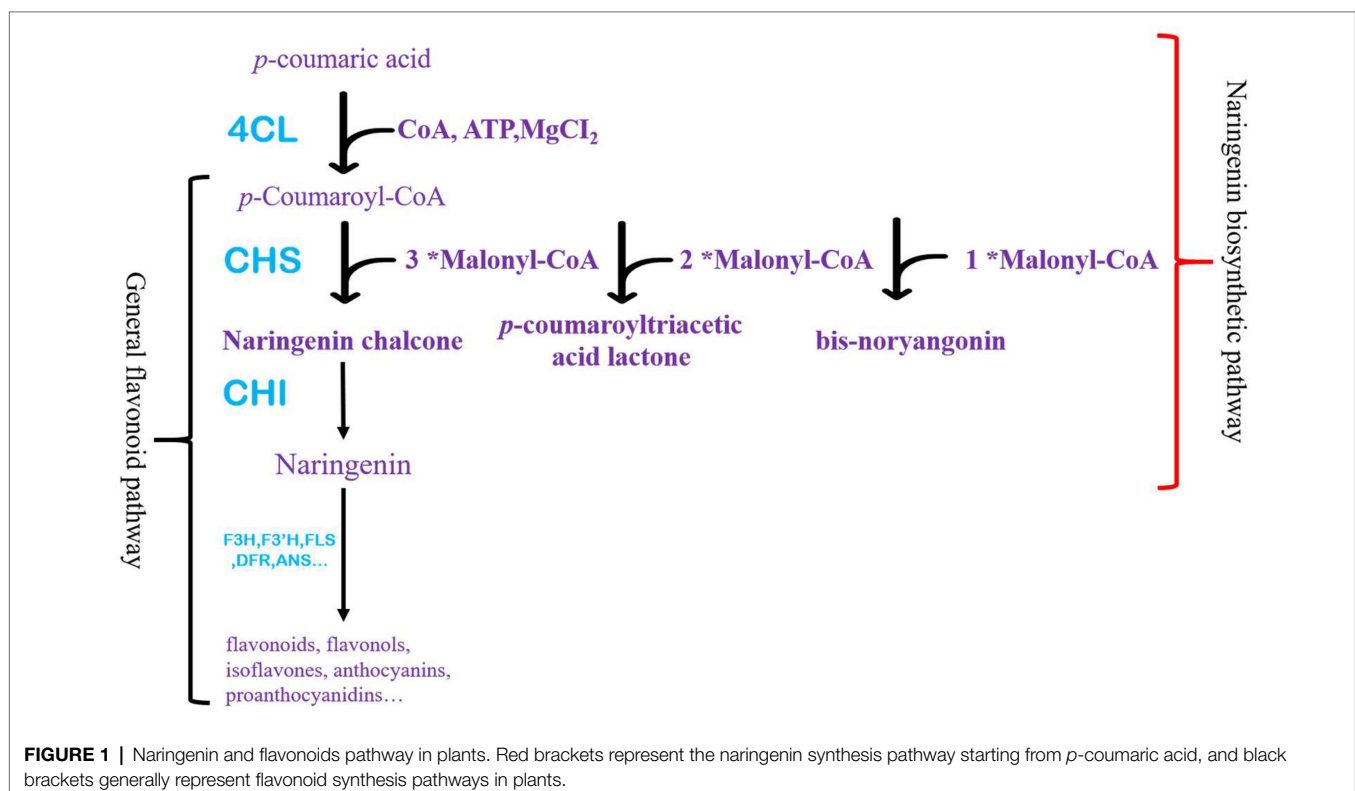 p-coumaric acid
4CL
CoA, ATP,MgCI₂
p-Coumaroyl-CoA
CHS
3 *Malonyl-CoA
2 *Malonyl-CoA
1 *Malonyl-CoA
Naringenin chalcone
p-coumaroyltriacetic
acid lactone
bis-noryangonin
CHI
Naringenin
F3H,F3'H,FLS
,DFR,ANS...
flavonoids, flavonols,
isoflavones, anthocyanins,
proanthocyanidins...
General flavonoid pathway
Naringenin biosynthetic pathway
FIGURE 1 | Naringenin and flavonoids pathway in plants. Red brackets represent the naringenin synthesis pathway starting from p-coumaric acid, and black
brackets generally represent flavonoid synthesis pathways in plants.